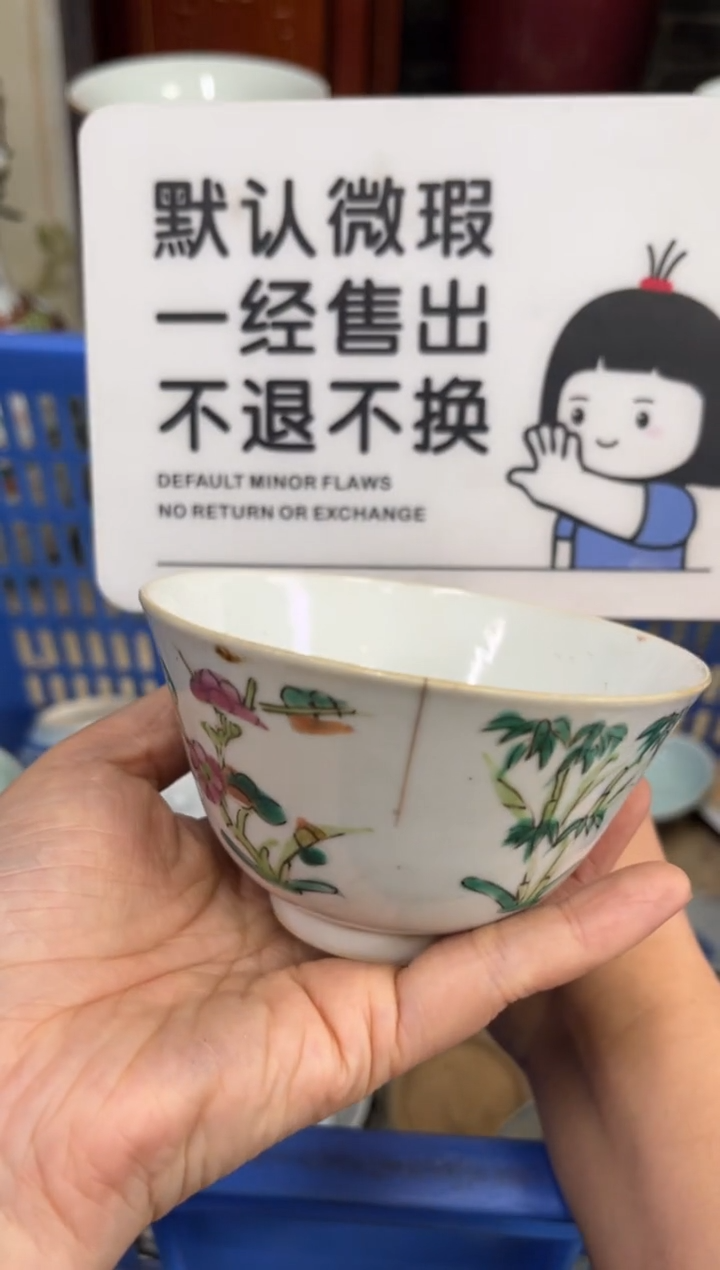 默认微瑕
一经售出
不退不换
DEFAULT MINOR FLAWS
NO RETURN OR EXCHANGE